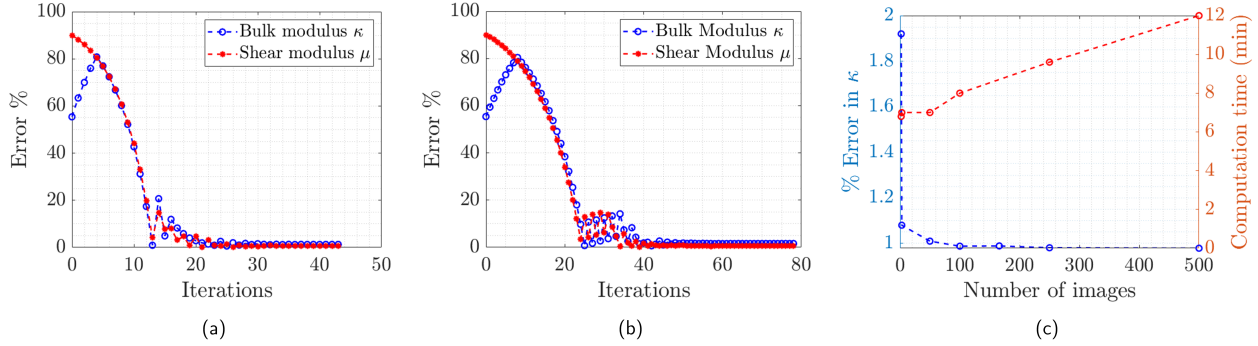 100
80
60
40
20
0
Error %
0 10 20 30 40 50
Iterations
Bulk modulus κ
Shear modulus μ
(a)
100
80
60
40
20
0
Error %
0 20 40 60 80
Iterations
Bulk Modulus κ
Shear Modulus μ
(b)
2
1.8
1.6
1.4
1.2
1
% Error in κ
12
10
8
6
4
2
0
Computation time (min)
0 100 200 300 400 500
Number of images
(c)